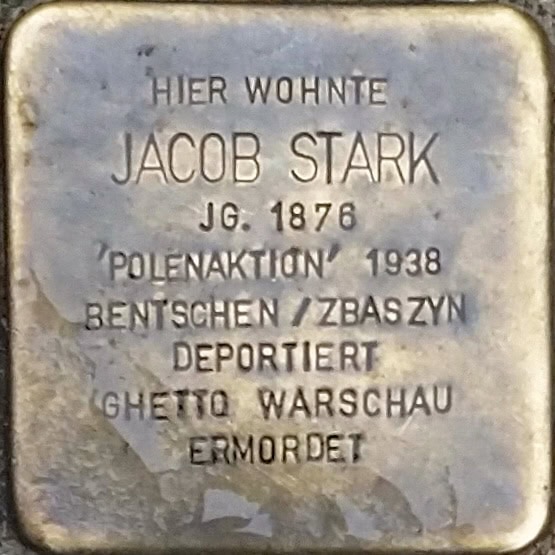 HIER WOHNTE
JACOB STARK
JG. 1876
'POLENAKTION' 1938
BENTSCHEN / ZBASZYN
DEPORTIERT
GHETTO WARSCHAU
ERMORDET